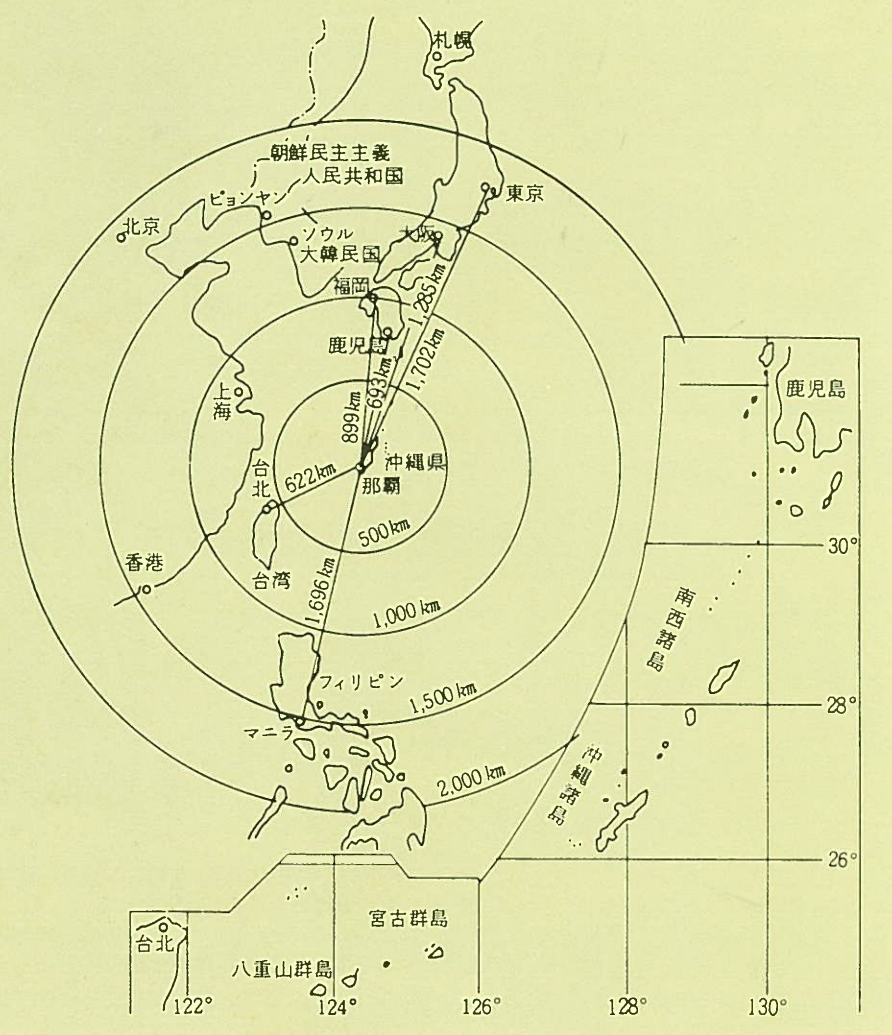 札幌
朝鮮民主主義
人民共和国
ピョンヤン
東京
北京
ソウル
大韓民国
大阪
福岡
1,285km
鹿児島
1,702km
693km
899km
上海
台北
622km
沖縄県
那覇
500km
香港
台湾
1,696km
1,000km
フィリピン
1,500km
マニラ
2,000km
鹿児島
30°
南西諸島
28°
沖縄諸島
26°
宮古群島
台北
八重山群島
122°
124°
126°
128°
130°